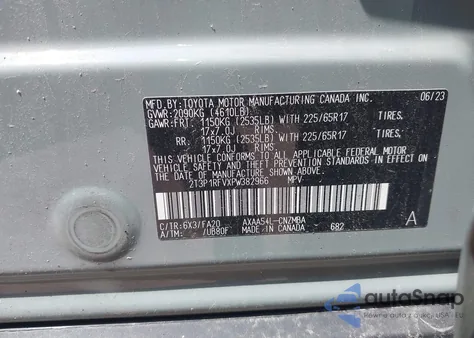 MFD. BY: TOYOTA MOTOR MANUFACTURING CANADA INC. 06/23
GVWR: 2090KG (4610LB)
GAWR: FRT. 1150KG (2535LB) WITH 225/65R17 TIRES,
17x7.0J RIMS.
RR. 1150KG (2535LB) WITH 225/65R17 TIRES,
17x7.0J RIMS.
THIS VEHICLE CONFORMS TO ALL APPLICABLE FEDERAL MOTOR
VEHICLE SAFETY, BUMPER, AND THEFT PREVENTION STANDARDS
IN EFFECT ON THE DATE OF MANUFACTURE SHOWN ABOVE.
2T3P1RFVXPW382966 MPV
C/TR: 6X3/FA20 AXAA54L-CNZMBA A
A/TM: /UB80F MADE IN CANADA 682
autoSnap